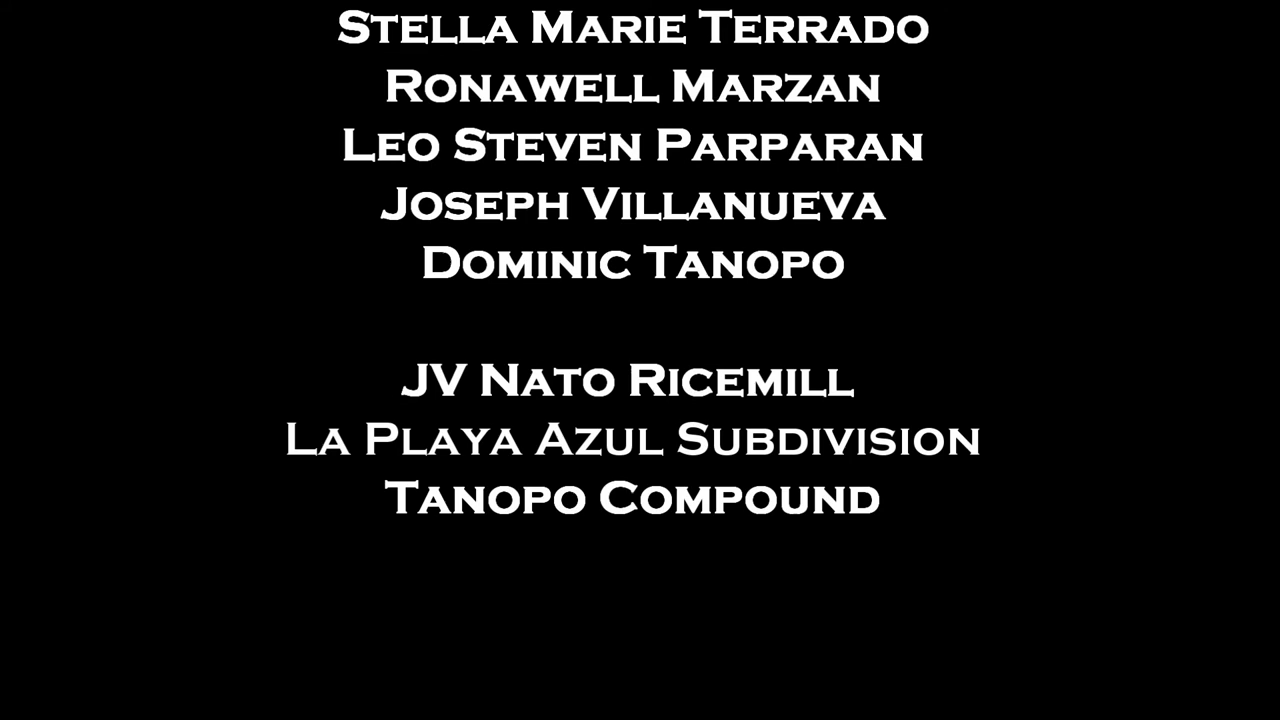 Stella Marie Terrado
Ronawell Marzan
Leo Steven Parparan
Joseph Villanueva
Dominic Tanopo
JV Nato Ricemill
La Playa Azul Subdivision
Tanopo Compound